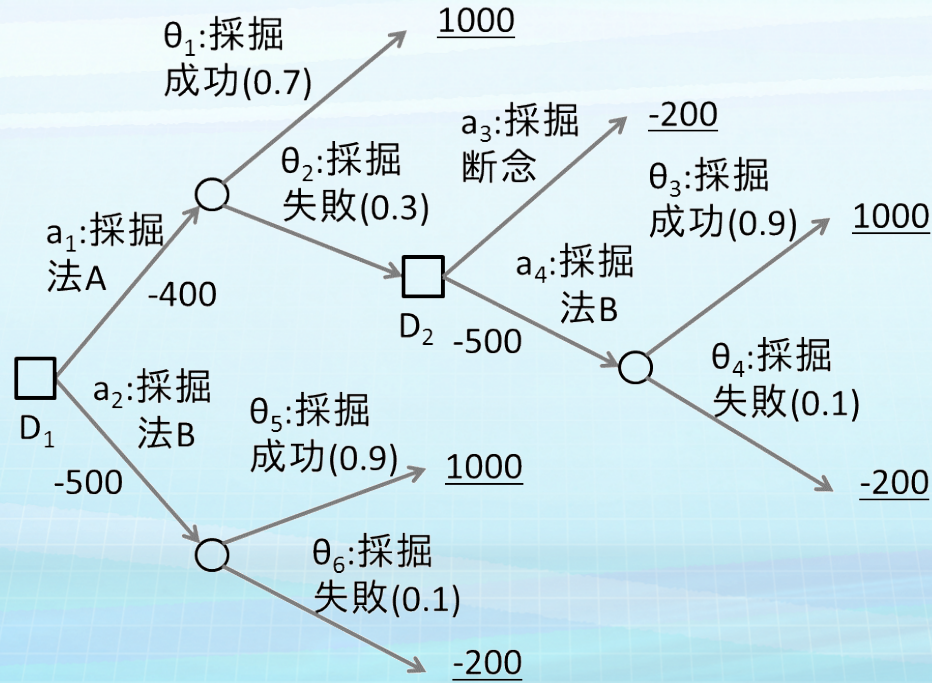 θ₁:採掘
成功(0.7)
1000
θ₂:採掘
失敗(0.3)
a₃:採掘
断念
-200
θ₃:採掘
成功(0.9)
1000
a₁:採掘
法A
-400
D₂
a₄:採掘
法B
-500
θ₄:採掘
失敗(0.1)
-200
D₁
a₂:採掘
法B
-500
θ₅:採掘
成功(0.9)
1000
θ₆:採掘
失敗(0.1)
-200